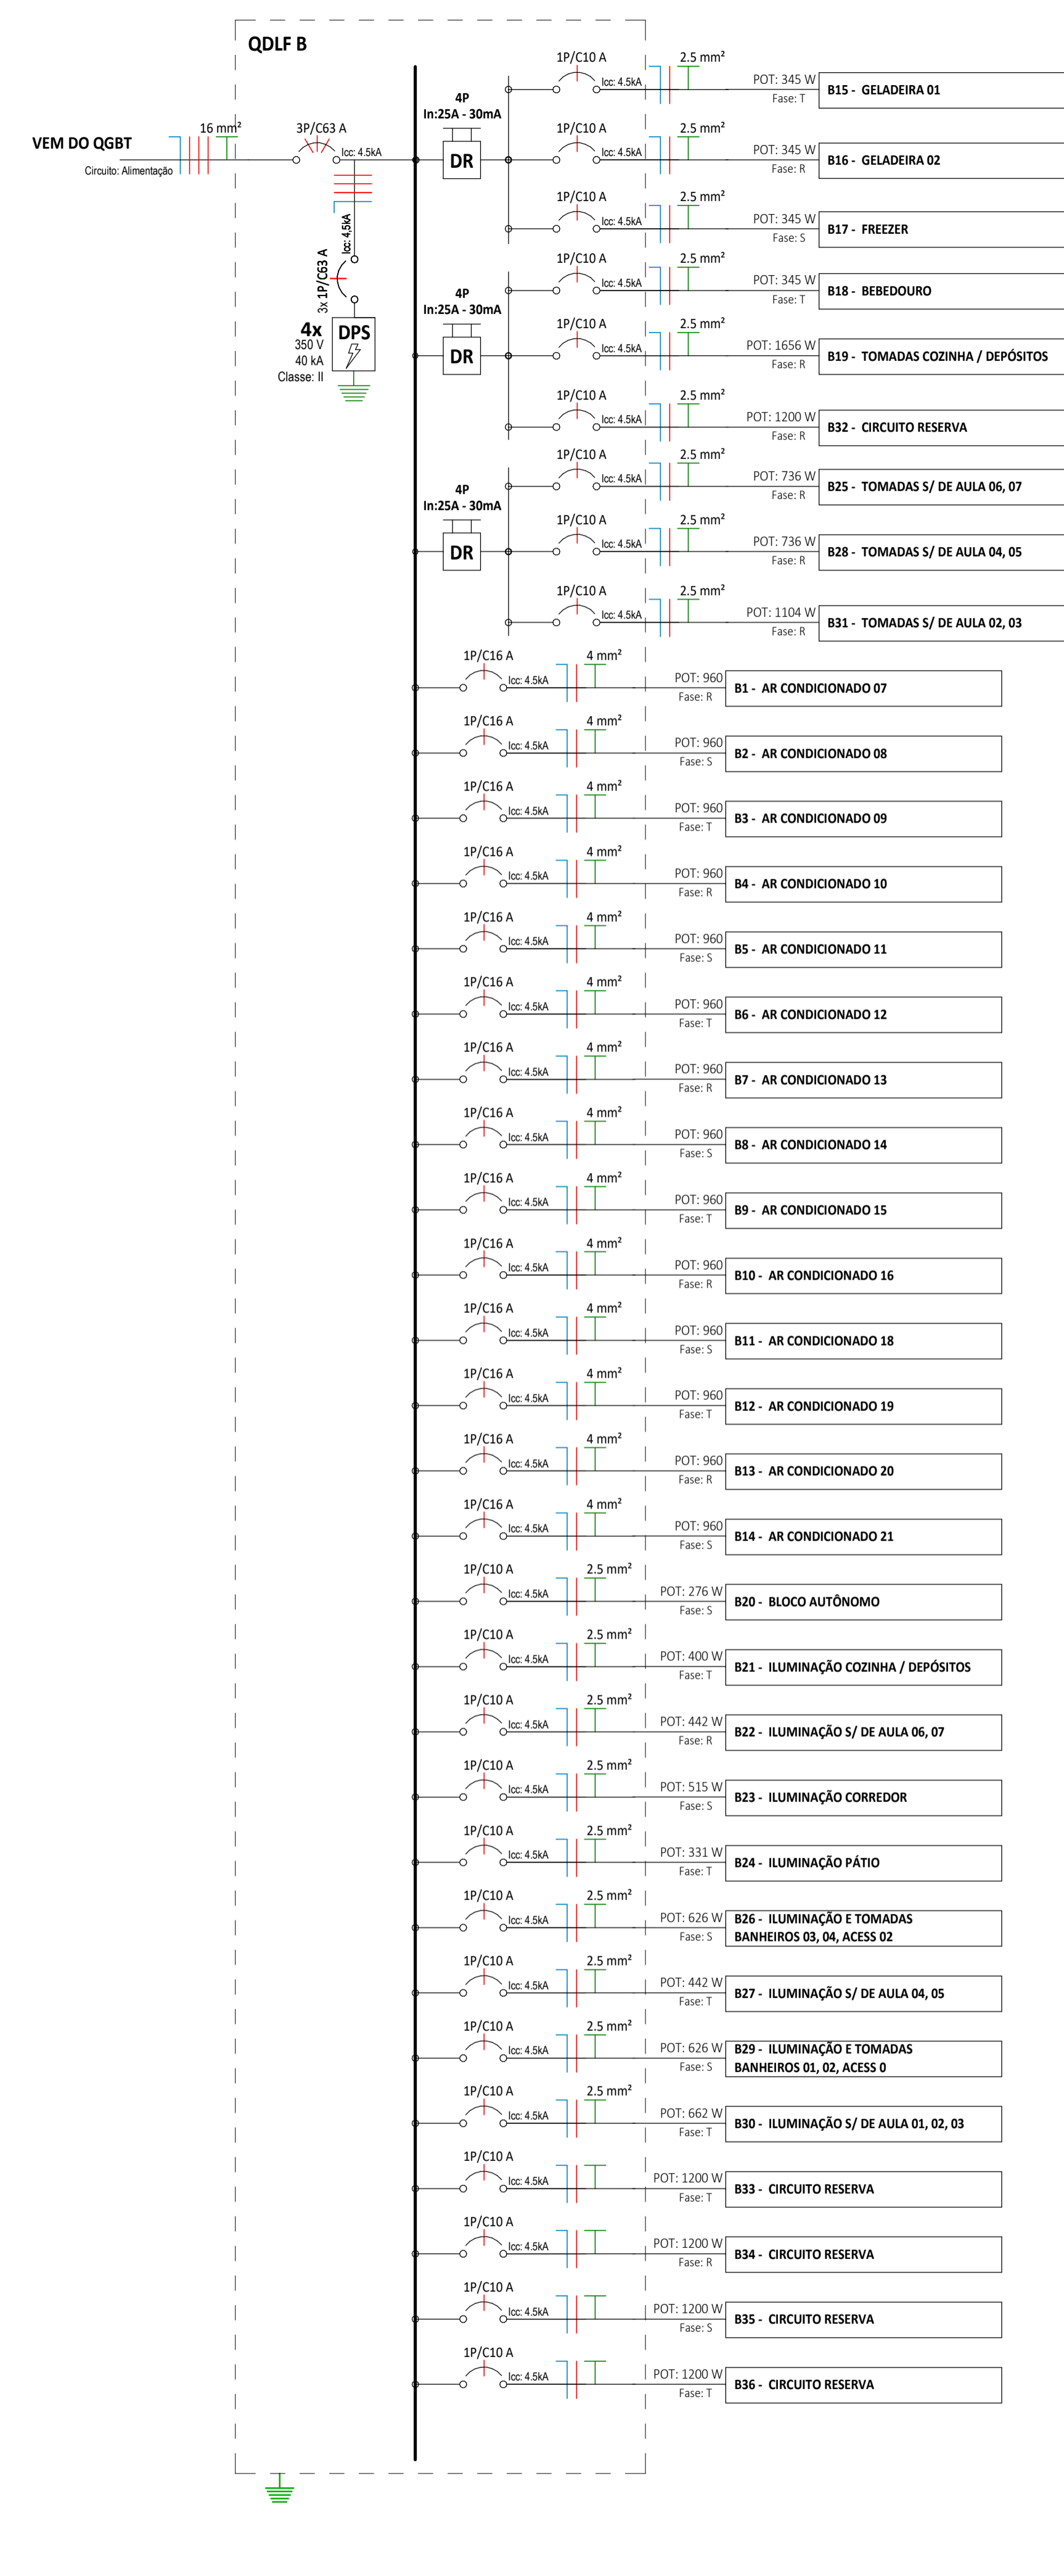 QDLF B
VEM DO QGBT
Circuito: Alimentação
16 mm²
3P/C63 A
Icc: 4.5kA
Icc: 4,5kA
3x 1P/C63 A
4x
350 V
40 kA
Classe: II
DPS
4P
In:25A - 30mA
DR
1P/C10 A
Icc: 4.5kA
2.5 mm²
POT: 345 W
Fase: T
B15 - GELADEIRA 01
1P/C10 A
Icc: 4.5kA
2.5 mm²
POT: 345 W
Fase: R
B16 - GELADEIRA 02
1P/C10 A
Icc: 4.5kA
2.5 mm²
POT: 345 W
Fase: S
B17 - FREEZER
4P
In:25A - 30mA
DR
1P/C10 A
Icc: 4.5kA
2.5 mm²
POT: 345 W
Fase: T
B18 - BEBEDOURO
1P/C10 A
Icc: 4.5kA
2.5 mm²
POT: 1656 W
Fase: R
B19 - TOMADAS COZINHA / DEPÓSITOS
1P/C10 A
Icc: 4.5kA
2.5 mm²
POT: 1200 W
Fase: R
B32 - CIRCUITO RESERVA
4P
In:25A - 30mA
DR
1P/C10 A
Icc: 4.5kA
2.5 mm²
POT: 736 W
Fase: R
B25 - TOMADAS S/ DE AULA 06, 07
1P/C10 A
Icc: 4.5kA
2.5 mm²
POT: 736 W
Fase: R
B28 - TOMADAS S/ DE AULA 04, 05
1P/C10 A
Icc: 4.5kA
2.5 mm²
POT: 1104 W
Fase: R
B31 - TOMADAS S/ DE AULA 02, 03
1P/C16 A
Icc: 4.5kA
4 mm²
POT: 960
Fase: R
B1 - AR CONDICIONADO 07
1P/C16 A
Icc: 4.5kA
4 mm²
POT: 960
Fase: S
B2 - AR CONDICIONADO 08
1P/C16 A
Icc: 4.5kA
4 mm²
POT: 960
Fase: T
B3 - AR CONDICIONADO 09
1P/C16 A
Icc: 4.5kA
4 mm²
POT: 960
Fase: R
B4 - AR CONDICIONADO 10
1P/C16 A
Icc: 4.5kA
4 mm²
POT: 960
Fase: S
B5 - AR CONDICIONADO 11
1P/C16 A
Icc: 4.5kA
4 mm²
POT: 960
Fase: T
B6 - AR CONDICIONADO 12
1P/C16 A
Icc: 4.5kA
4 mm²
POT: 960
Fase: R
B7 - AR CONDICIONADO 13
1P/C16 A
Icc: 4.5kA
4 mm²
POT: 960
Fase: S
B8 - AR CONDICIONADO 14
1P/C16 A
Icc: 4.5kA
4 mm²
POT: 960
Fase: T
B9 - AR CONDICIONADO 15
1P/C16 A
Icc: 4.5kA
4 mm²
POT: 960
Fase: R
B10 - AR CONDICIONADO 16
1P/C16 A
Icc: 4.5kA
4 mm²
POT: 960
Fase: S
B11 - AR CONDICIONADO 18
1P/C16 A
Icc: 4.5kA
4 mm²
POT: 960
Fase: T
B12 - AR CONDICIONADO 19
1P/C16 A
Icc: 4.5kA
4 mm²
POT: 960
Fase: R
B13 - AR CONDICIONADO 20
1P/C16 A
Icc: 4.5kA
4 mm²
POT: 960
Fase: S
B14 - AR CONDICIONADO 21
1P/C10 A
Icc: 4.5kA
2.5 mm²
POT: 276 W
Fase: S
B20 - BLOCO AUTÔNOMO
1P/C10 A
Icc: 4.5kA
2.5 mm²
POT: 400 W
Fase: T
B21 - ILUMINAÇÃO COZINHA / DEPÓSITOS
1P/C10 A
Icc: 4.5kA
2.5 mm²
POT: 442 W
Fase: R
B22 - ILUMINAÇÃO S/ DE AULA 06, 07
1P/C10 A
Icc: 4.5kA
2.5 mm²
POT: 515 W
Fase: S
B23 - ILUMINAÇÃO CORREDOR
1P/C10 A
Icc: 4.5kA
2.5 mm²
POT: 331 W
Fase: T
B24 - ILUMINAÇÃO PÁTIO
1P/C10 A
Icc: 4.5kA
2.5 mm²
POT: 626 W
Fase: S
B26 - ILUMINAÇÃO E TOMADAS
BANHEIROS 03, 04, ACESS 02
1P/C10 A
Icc: 4.5kA
2.5 mm²
POT: 442 W
Fase: T
B27 - ILUMINAÇÃO S/ DE AULA 04, 05
1P/C10 A
Icc: 4.5kA
2.5 mm²
POT: 626 W
Fase: S
B29 - ILUMINAÇÃO E TOMADAS
BANHEIROS 01, 02, ACESS 0
1P/C10 A
Icc: 4.5kA
2.5 mm²
POT: 662 W
Fase: T
B30 - ILUMINAÇÃO S/ DE AULA 01, 02, 03
1P/C10 A
Icc: 4.5kA
POT: 1200 W
Fase: T
B33 - CIRCUITO RESERVA
1P/C10 A
Icc: 4.5kA
POT: 1200 W
Fase: R
B34 - CIRCUITO RESERVA
1P/C10 A
Icc: 4.5kA
POT: 1200 W
Fase: S
B35 - CIRCUITO RESERVA
1P/C10 A
Icc: 4.5kA
POT: 1200 W
Fase: T
B36 - CIRCUITO RESERVA